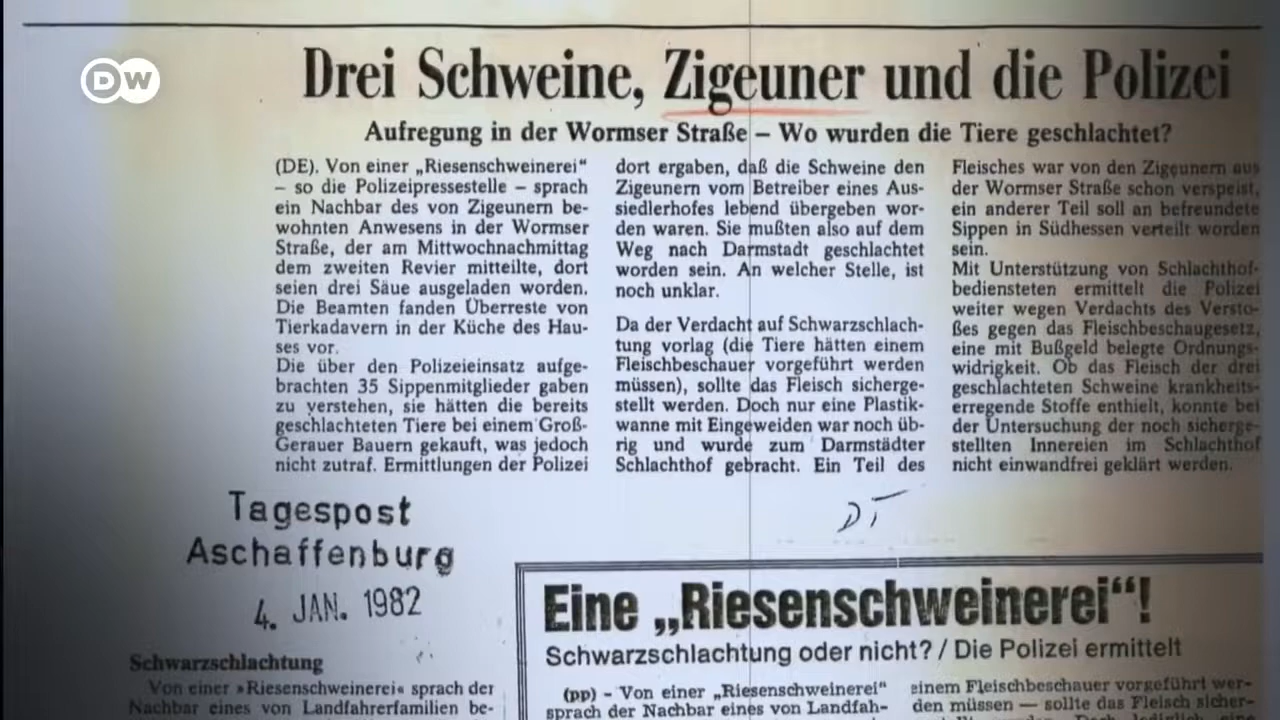 DW
Drei Schweine, Zigeuner und die Polizei
Aufregung in der Wormser Straße – Wo wurden die Tiere geschlachtet?
(DE). Von einer „Riesenschweinerei“
– so die Polizeipressestelle – sprach
ein Nachbar des von Zigeunern be-
wohnten Anwesens in der Wormser
Straße, der am Mittwochnachmittag
dem zweiten Revier mitteilte, dort
seien drei Säue ausgeladen worden.
Die Beamten fanden Überreste von
Tierkadavern in der Küche des Hau-
ses vor.
Die über den Polizeieinsatz aufge-
brachten 35 Sippenmitglieder gaben
zu verstehen, sie hätten die bereits
geschlachteten Tiere bei einem Groß-
Gerauer Bauern gekauft, was jedoch
nicht zutraf. Ermittlungen der Polizei
dort ergaben, daß die Schweine den
Zigeunern vom Betreiber eines Aus-
siedlerhofes lebend übergeben wor-
den waren. Sie mußten also auf dem
Weg nach Darmstadt geschlachtet
worden sein. An welcher Stelle, ist
noch unklar.
Da der Verdacht auf Schwarzschlach-
tung vorlag (die Tiere hätten einem
Fleischbeschauer vorgeführt werden
müssen), sollte das Fleisch sicherge-
stellt werden. Doch nur eine Plastik-
wanne mit Eingeweiden war noch üb-
rig und wurde zum Darmstädter
Schlachthof gebracht. Ein Teil des
Fleisches war von den Zigeunern aus
der Wormser Straße schon verspeist,
ein anderer Teil soll an befreundete
Sippen in Südhessen verteilt worden
sein.
Mit Unterstützung von Schlachthof-
bediensteten ermittelt die Polizei
weiter wegen Verdachts des Versto-
ßes gegen das Fleischbeschaugesetz,
eine mit Bußgeld belegte Ordnungs-
widrigkeit. Ob das Fleisch der drei
geschlachteten Schweine krankheits-
erregende Stoffe enthielt, konnte bei
der Untersuchung der noch sicherge-
stellten Innereien im Schlachthof
nicht einwandfrei geklärt werden.
DT
Tagespost
Aschaffenburg
4. JAN. 1982
Schwarzschlachtung
Von einer »Riesenschweinerei« sprach der
Nachbar eines von Landfahrerfamilien be-
Eine „Riesenschweinerei“!
Schwarzschlachtung oder nicht? / Die Polizei ermittelt
(pp) – Von einer „Riesenschweinerei“
sprach der Nachbar eines von Landfah-
einem Fleischbeschauer vorgeführt wer-
den müssen — sollte das Fleisch sicher-